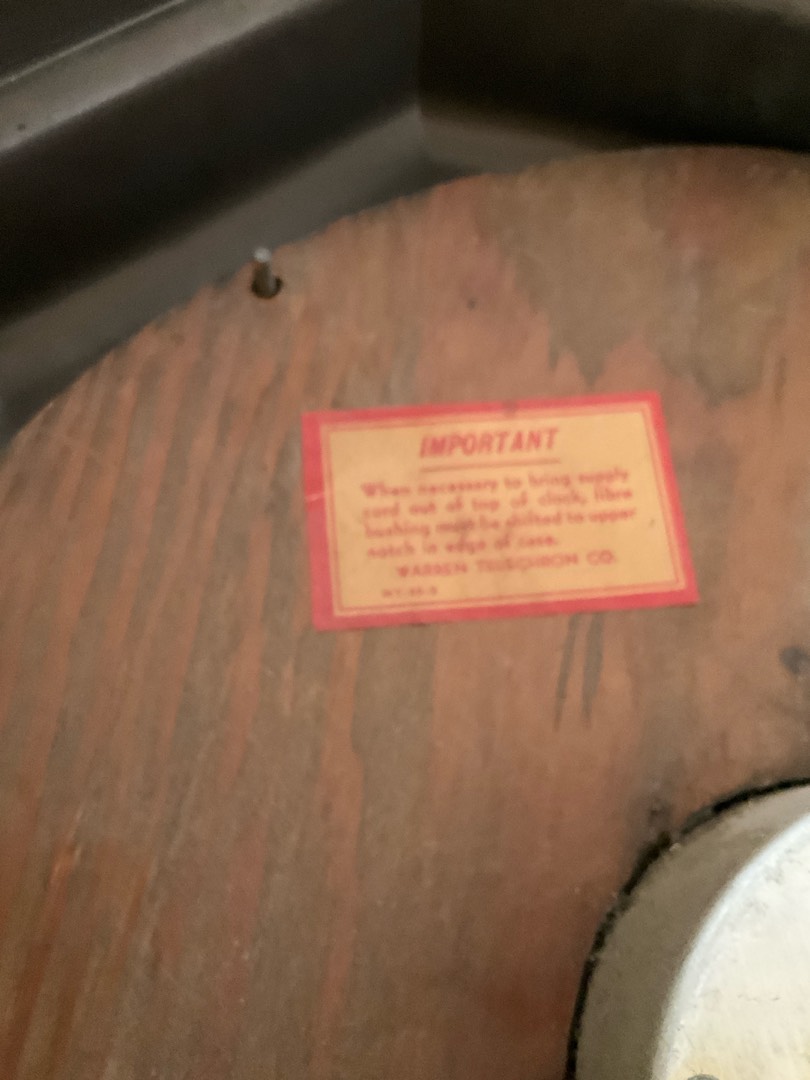 IMPORTANT
When necessary to bring supply
cord out of top of clock, fibre
bushing must be shifted to upper
notch in edge of case.
WARREN TELECHRON CO.